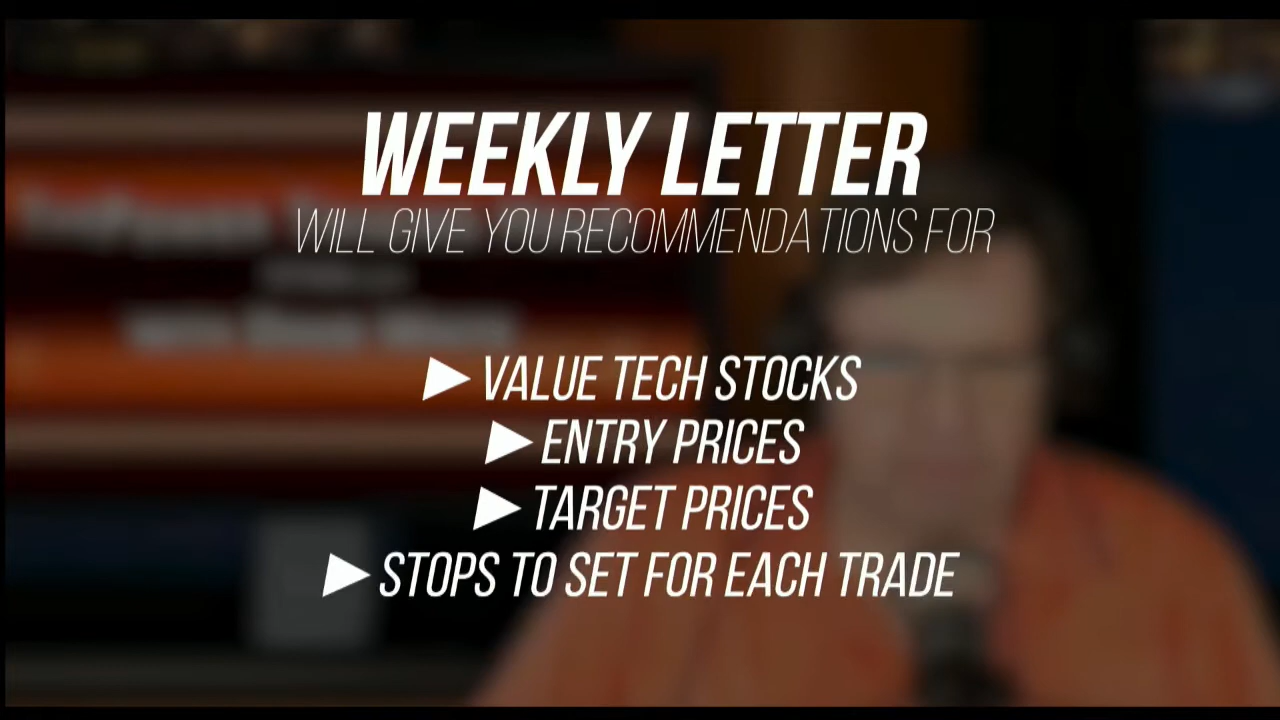 WEEKLY LETTER
WILL GIVE YOU RECOMMENDATIONS FOR
▶ VALUE TECH STOCKS
▶ ENTRY PRICES
▶ TARGET PRICES
▶ STOPS TO SET FOR EACH TRADE